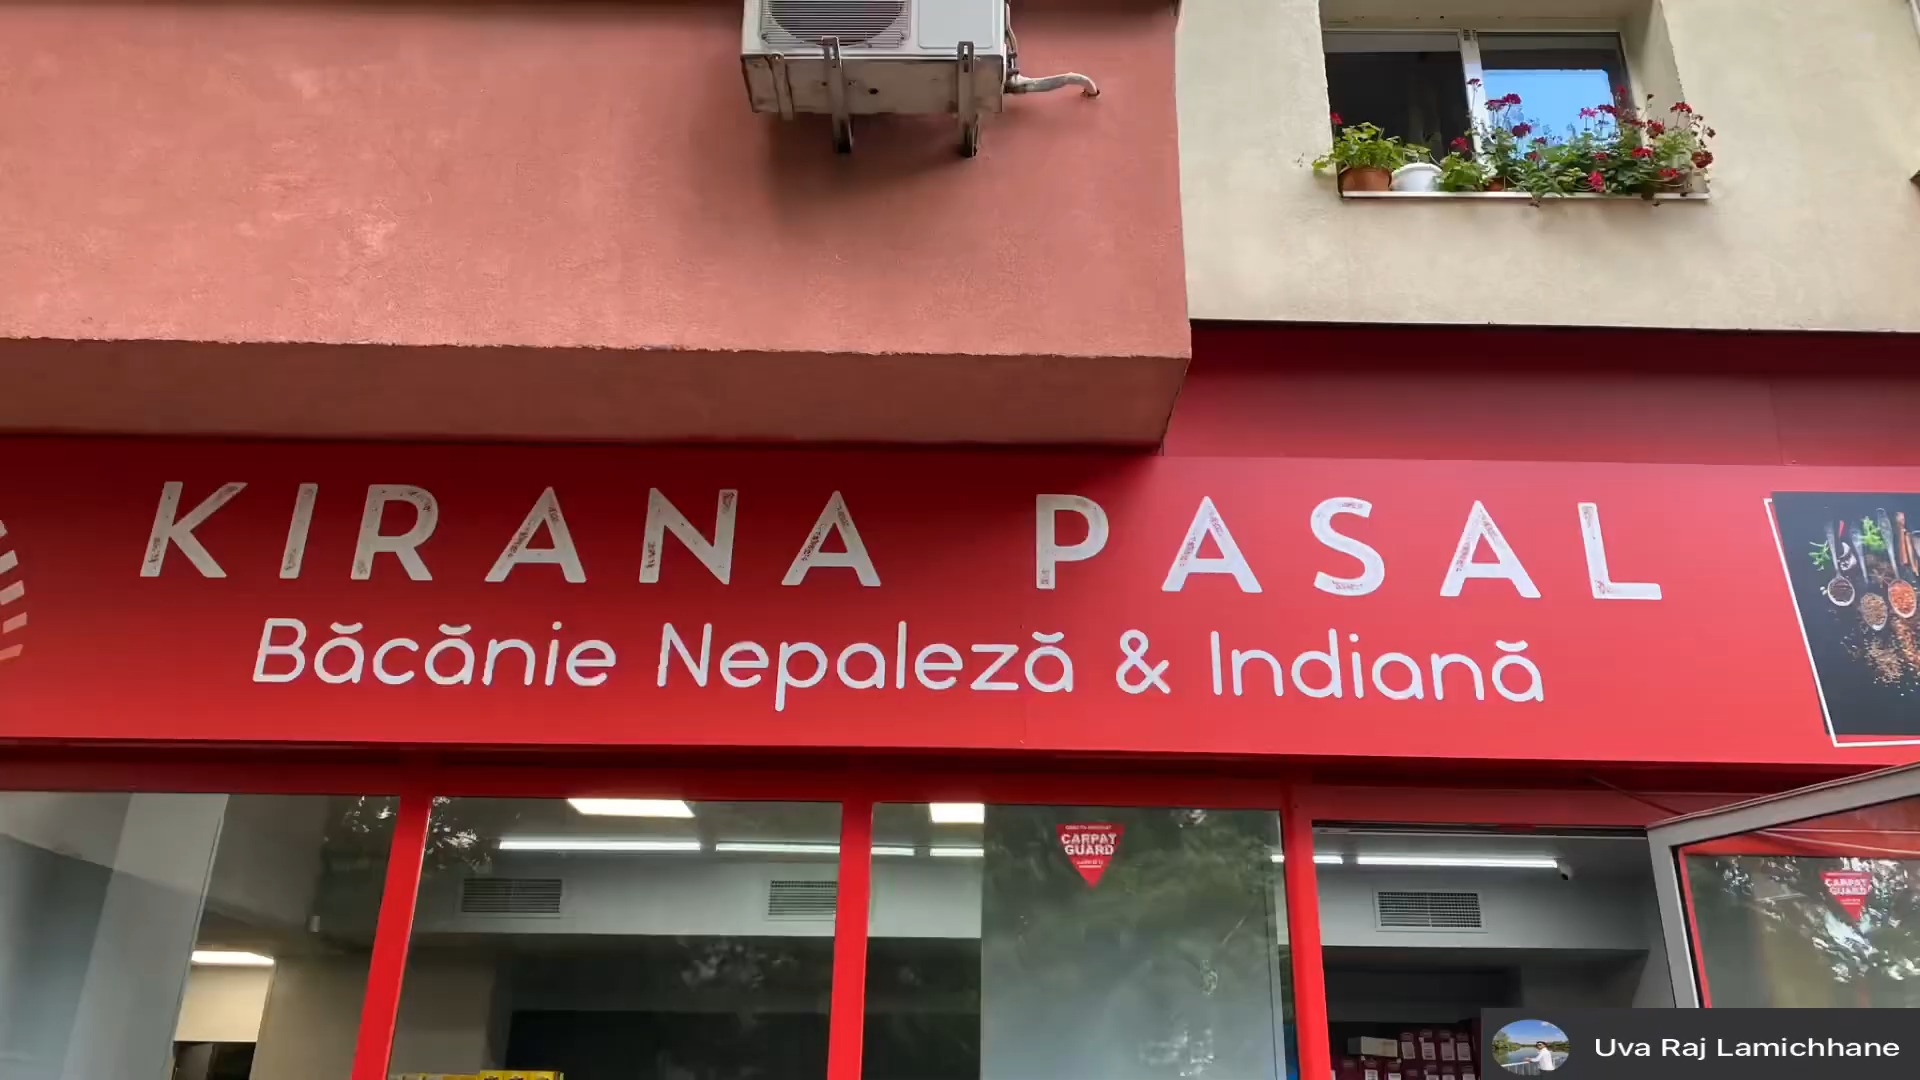 KIRANA PASAL
Băcănie Nepaleză & Indiană
CARPAT
GUARD
CARPAT
GUARD
Uva Raj Lamichhane